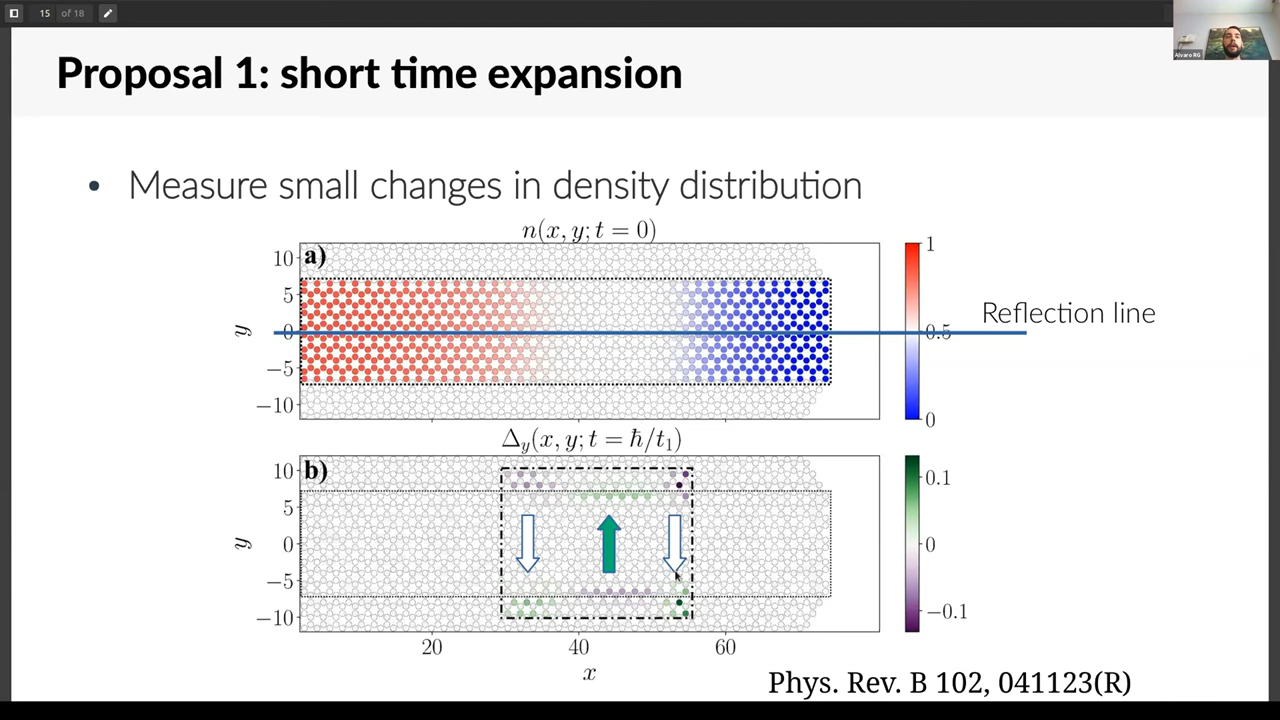 15 of 18
Alvaro RG
Proposal 1: short time expansion
• Measure small changes in density distribution
n(x, y; t = 0)
a)
10
5
0
−5
−10
y
1
0.5
0
Reflection line
Δy(x, y; t = ħ/t₁)
b)
10
5
0
−5
−10
y
0.1
0
−0.1
20 40 60
x
Phys. Rev. B 102, 041123(R)